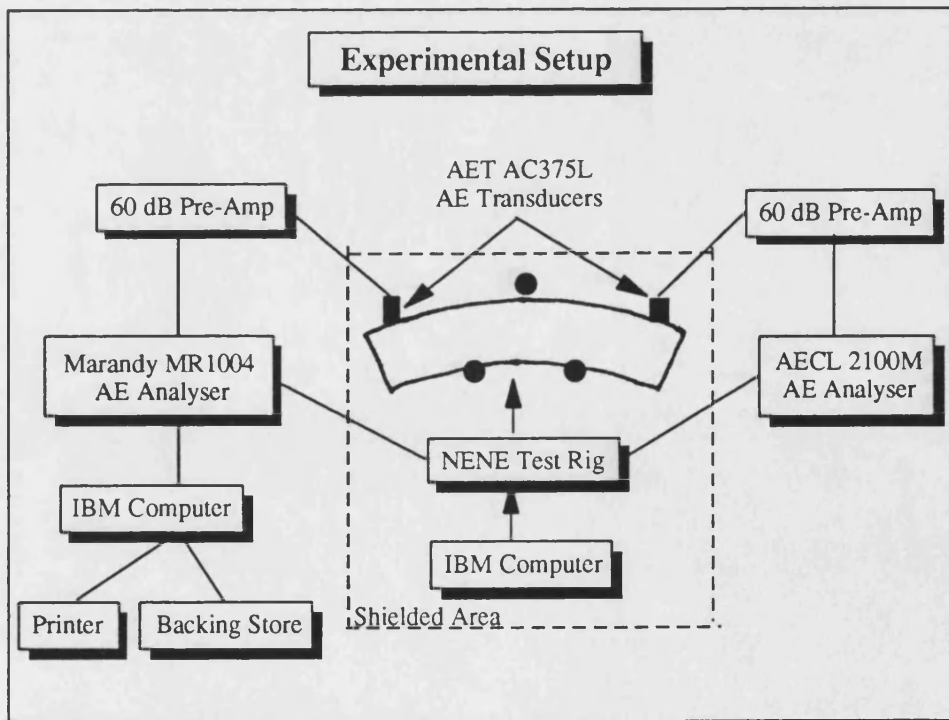 Experimental Setup
AET AC375L
AE Transducers
60 dB Pre-Amp
60 dB Pre-Amp
Marandy MR1004
AE Analyser
AECL 2100M
AE Analyser
NENE Test Rig
IBM Computer
IBM Computer
Printer
Backing Store
Shielded Area